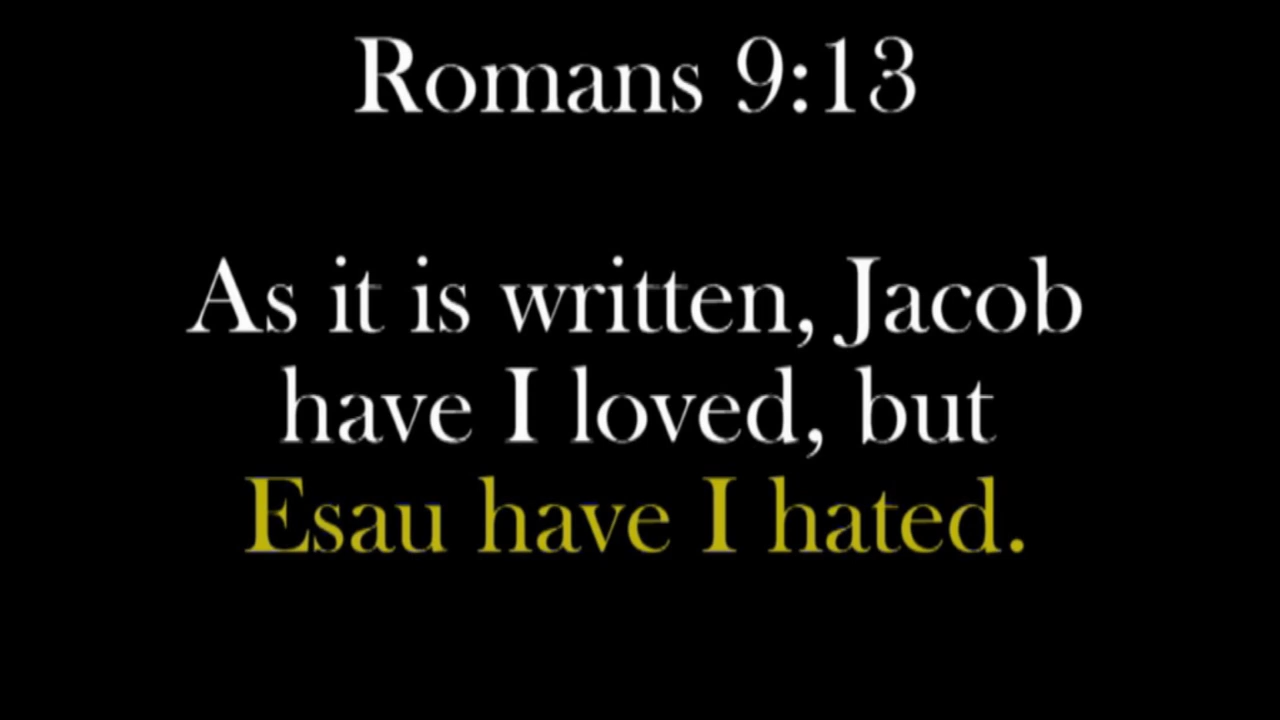 Romans 9:13
As it is written, Jacob
have I loved, but
Esau have I hated.